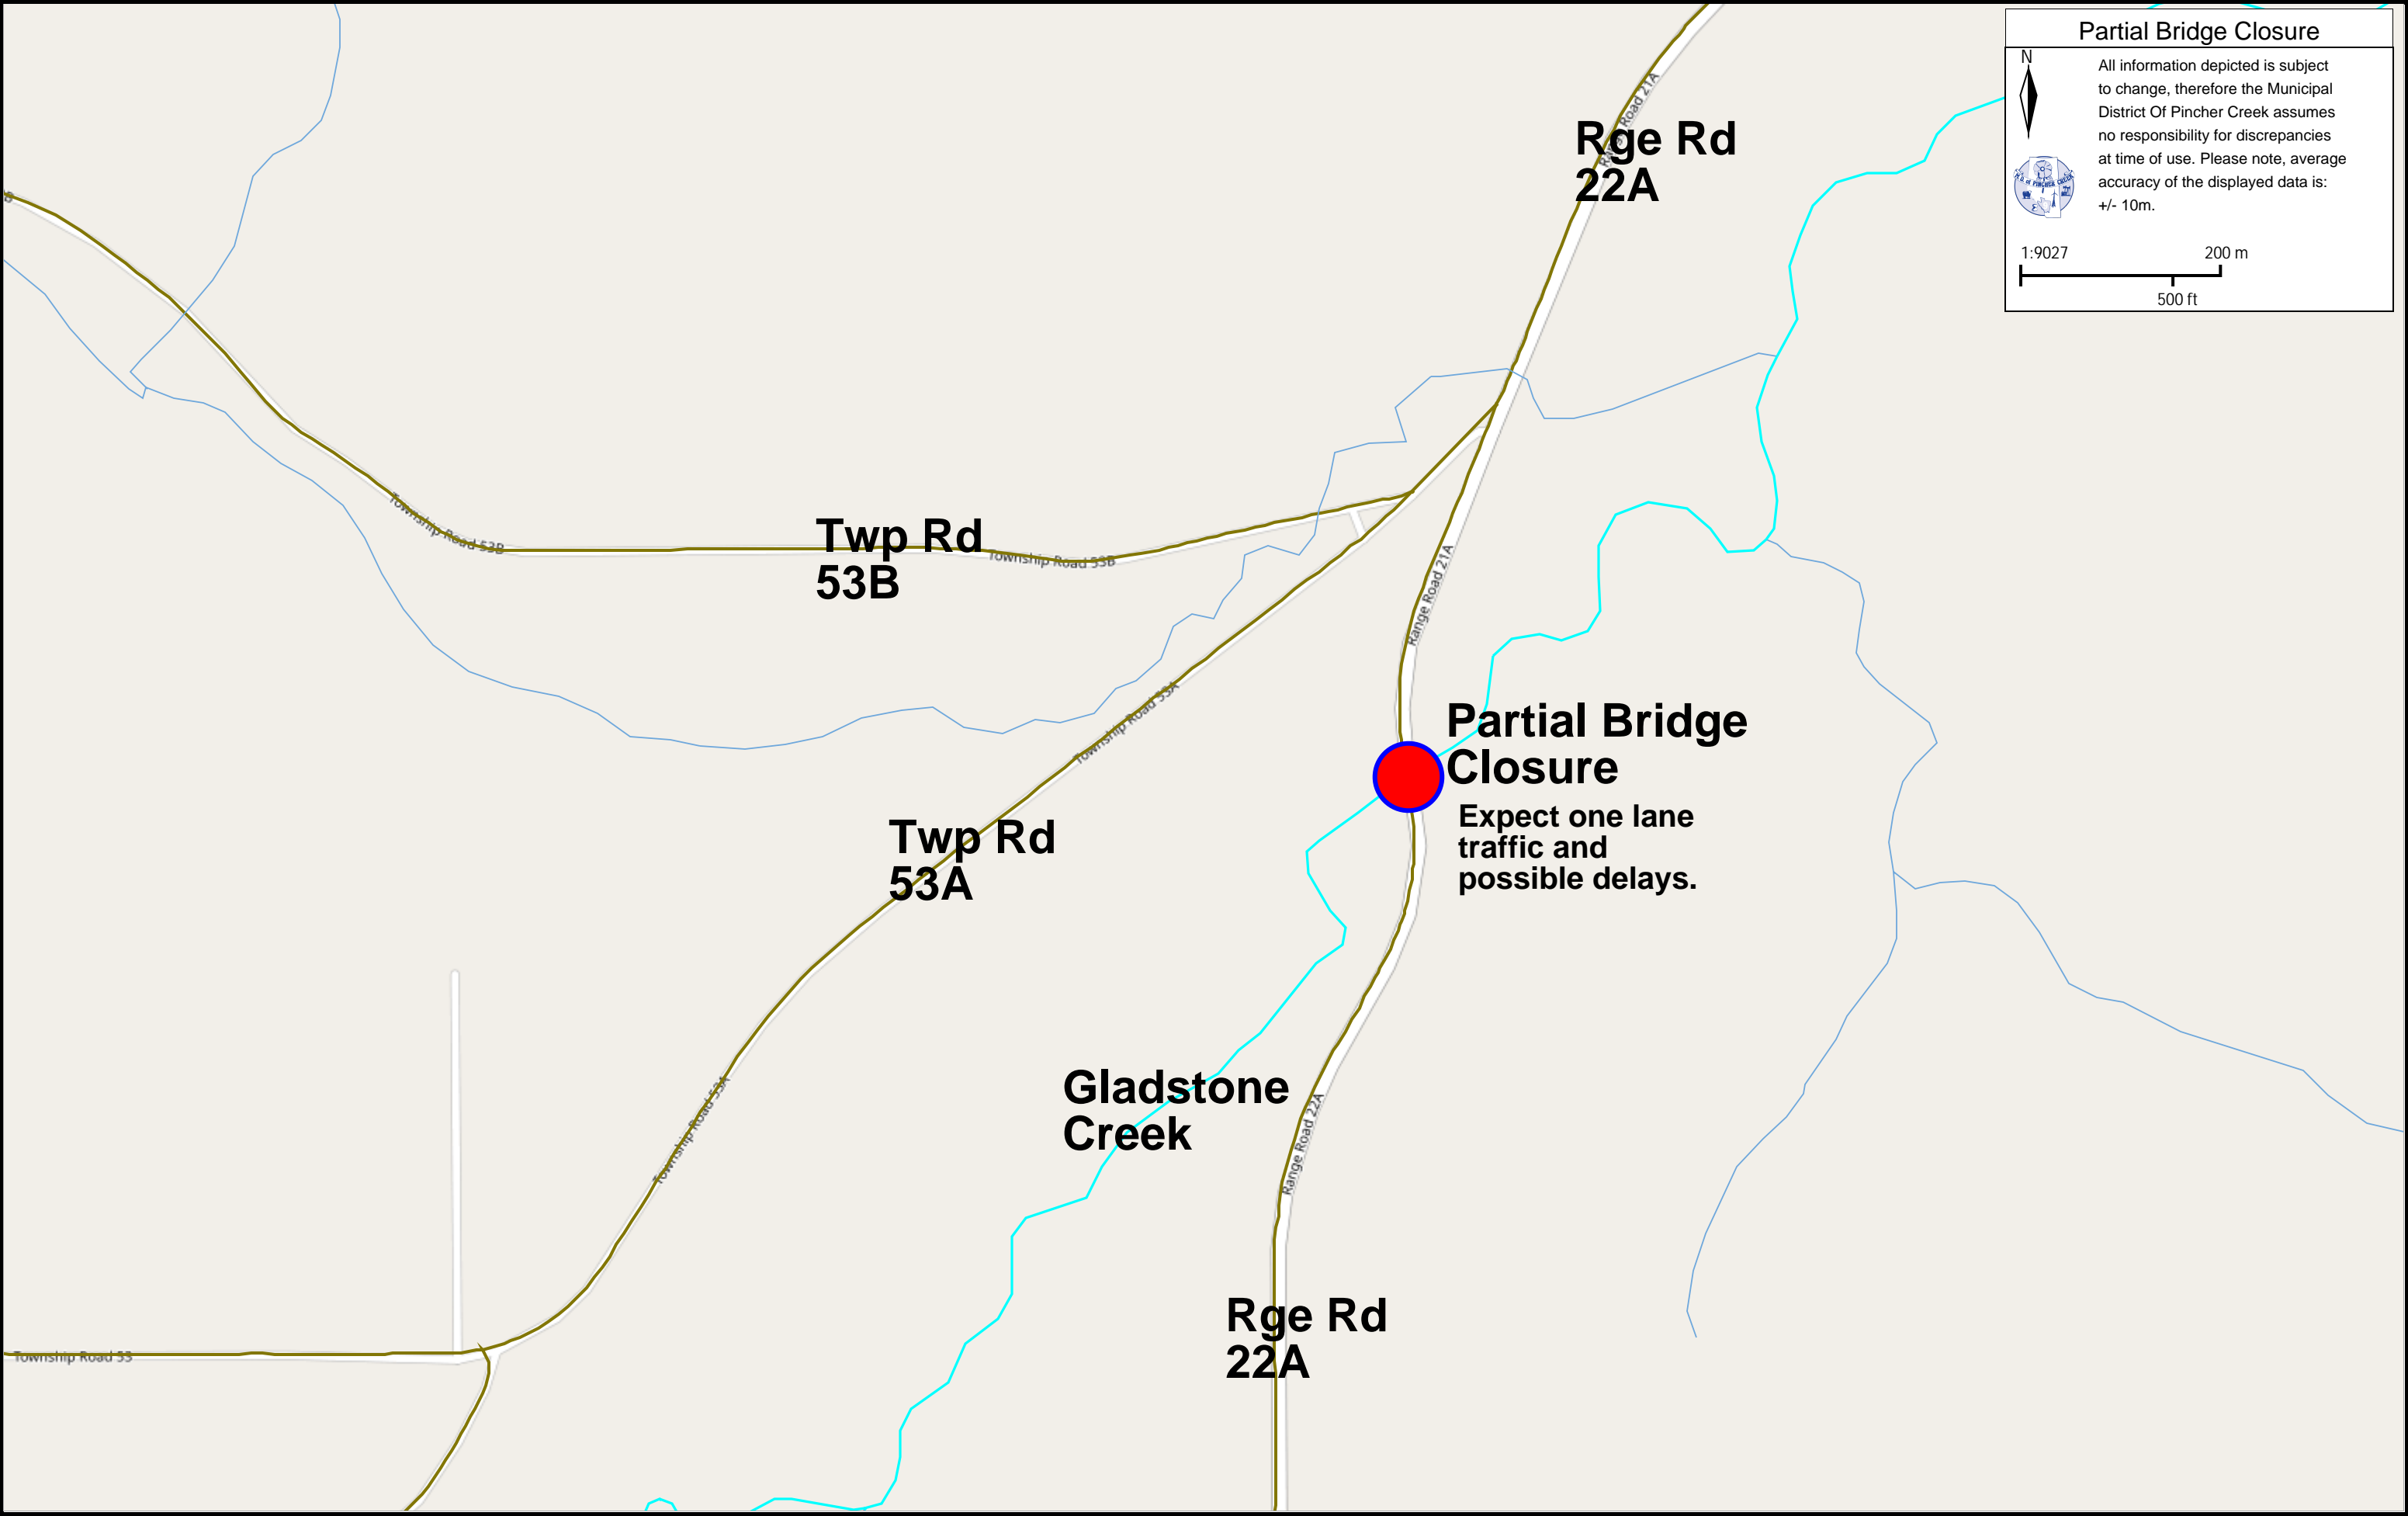 Partial Bridge Closure
N
All information depicted is subject
to change, therefore the Municipal
District Of Pincher Creek assumes
no responsibility for discrepancies
at time of use. Please note, average
accuracy of the displayed data is:
+/- 10m.
1:9027
200 m
500 ft
Range Road 21A
Rge Rd
22A
Township Road 53B
Twp Rd
53B
Township Road 53B
Range Road 21A
Township Road 53A
Partial Bridge
Closure
Expect one lane
traffic and
possible delays.
Twp Rd
53A
Gladstone
Creek
Township Road 53A
Range Road 22A
Rge Rd
22A
Township Road 53